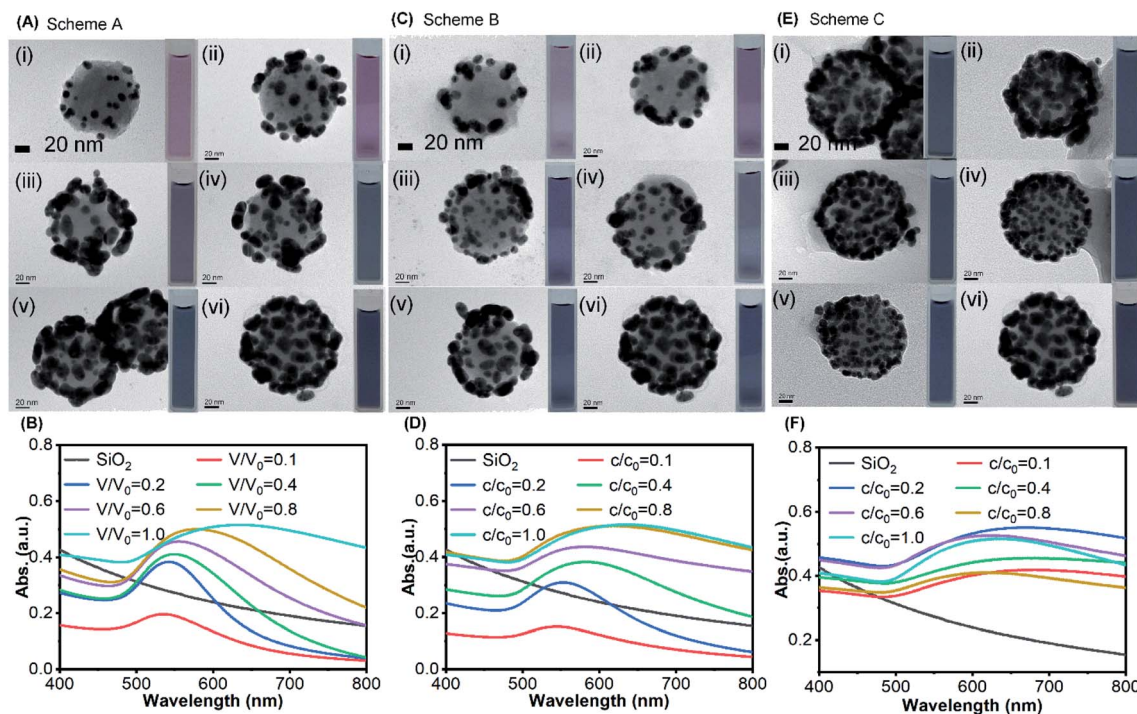 (A) Scheme A
(i)
20 nm
(ii)
20 nm
(iii)
20 nm
(iv)
20 nm
(v)
20 nm
(vi)
20 nm
(C) Scheme B
(i)
20 nm
(ii)
20 nm
(iii)
20 nm
(iv)
20 nm
(v)
20 nm
(vi)
20 nm
(E) Scheme C
(i)
20 nm
(ii)
20 nm
(iii)
20 nm
(iv)
20 nm
(v)
20 nm
(vi)
20 nm
(B)
0.8
0.6
0.4
0.2
0.0
Abs.(a.u.)
SiO₂
V/V₀=0.1
V/V₀=0.2
V/V₀=0.4
V/V₀=0.6
V/V₀=0.8
V/V₀=1.0
400 500 600 700 800
Wavelength (nm)
(D)
0.8
0.6
0.4
0.2
0.0
Abs.(a.u.)
SiO₂
c/c₀=0.1
c/c₀=0.2
c/c₀=0.4
c/c₀=0.6
c/c₀=0.8
c/c₀=1.0
400 500 600 700 800
Wavelength (nm)
(F)
0.8
0.6
0.4
0.2
Abs.(a.u.)
SiO₂
c/c₀=0.1
c/c₀=0.2
c/c₀=0.4
c/c₀=0.6
c/c₀=0.8
c/c₀=1.0
400 500 600 700 800
Wavelength (nm)